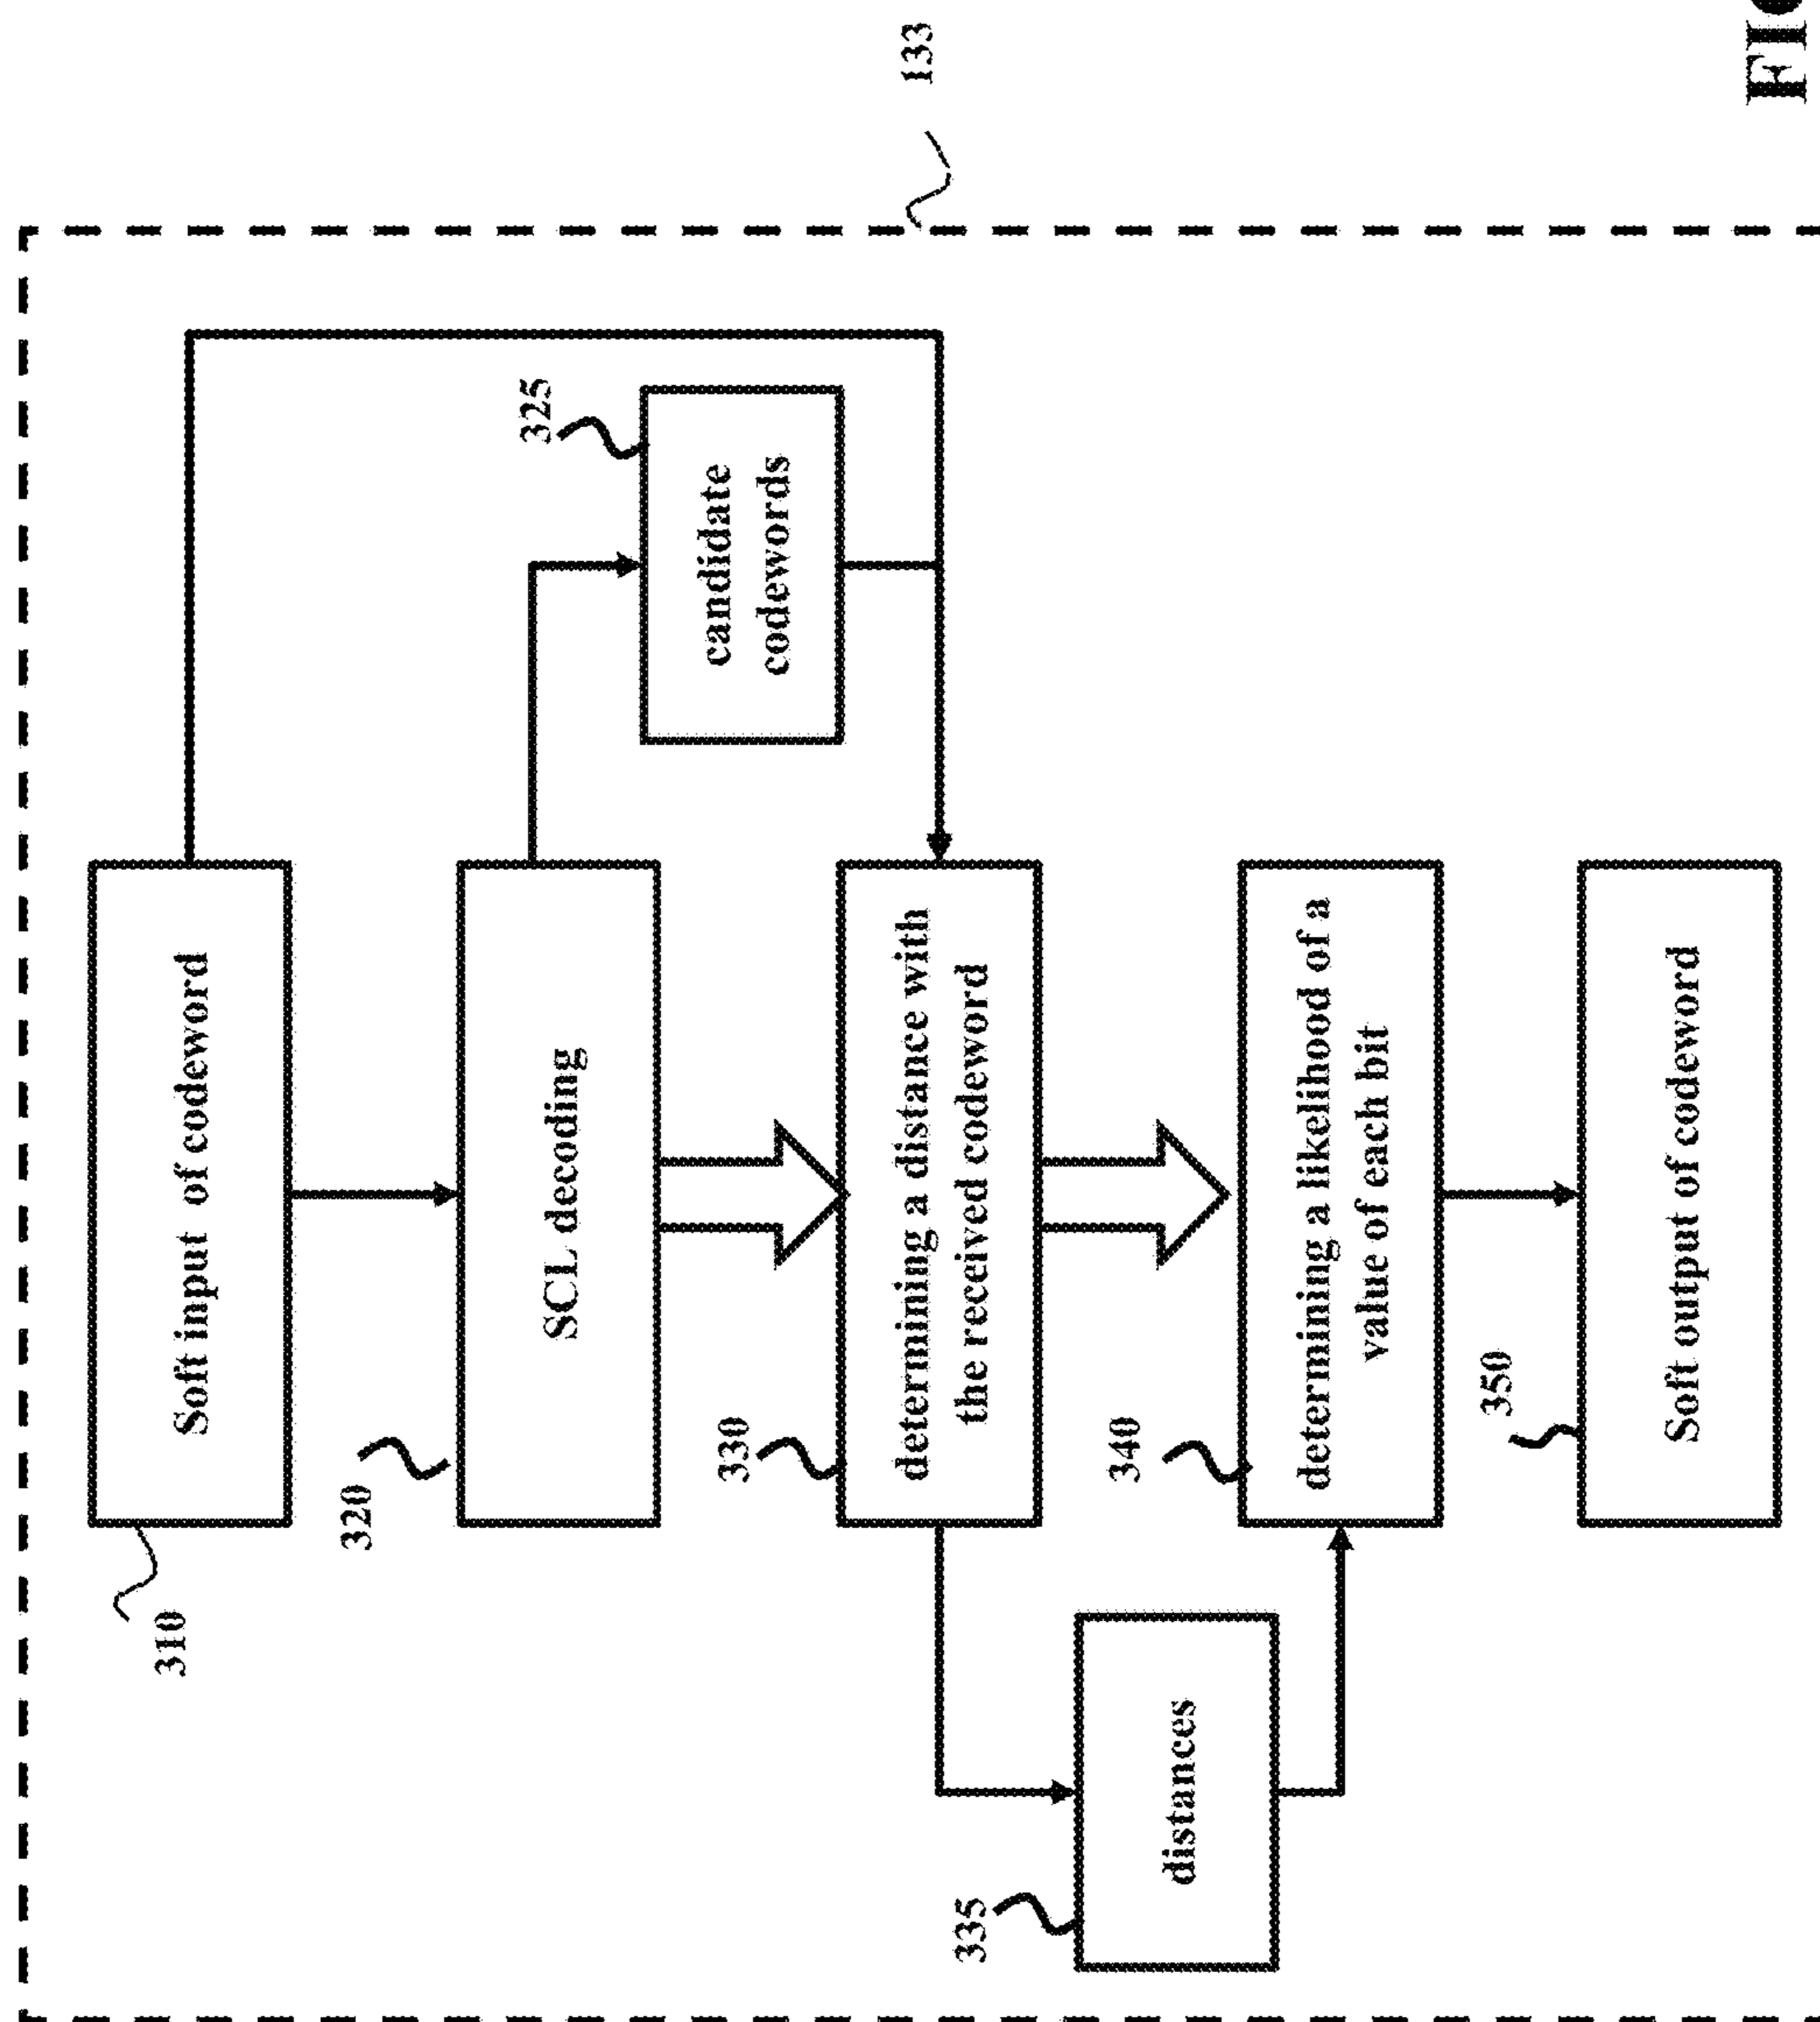 133
310
Soft input of codeword
320
SCL decoding
325
candidate
codewords
330
determining a distance with
the received codeword
335
distances
340
determining a likelihood of a
value of each bit
350
Soft output of codeword